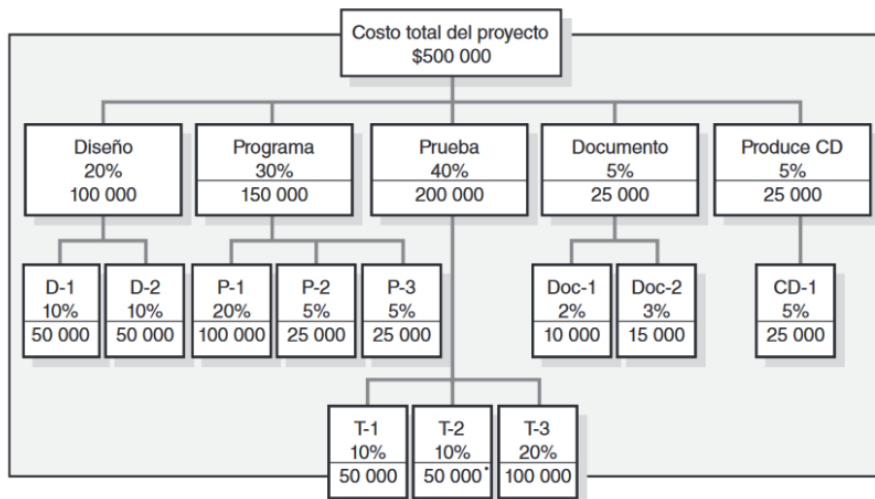 Costo total del proyecto
$500 000
Diseño
20%
100 000
Programa
30%
150 000
Prueba
40%
200 000
Documento
5%
25 000
Produce CD
5%
25 000
D-1
10%
50 000
D-2
10%
50 000
P-1
20%
100 000
P-2
5%
25 000
P-3
5%
25 000
Doc-1
2%
10 000
Doc-2
3%
15 000
CD-1
5%
25 000
T-1
10%
50 000
T-2
10%
50 000
T-3
20%
100 000